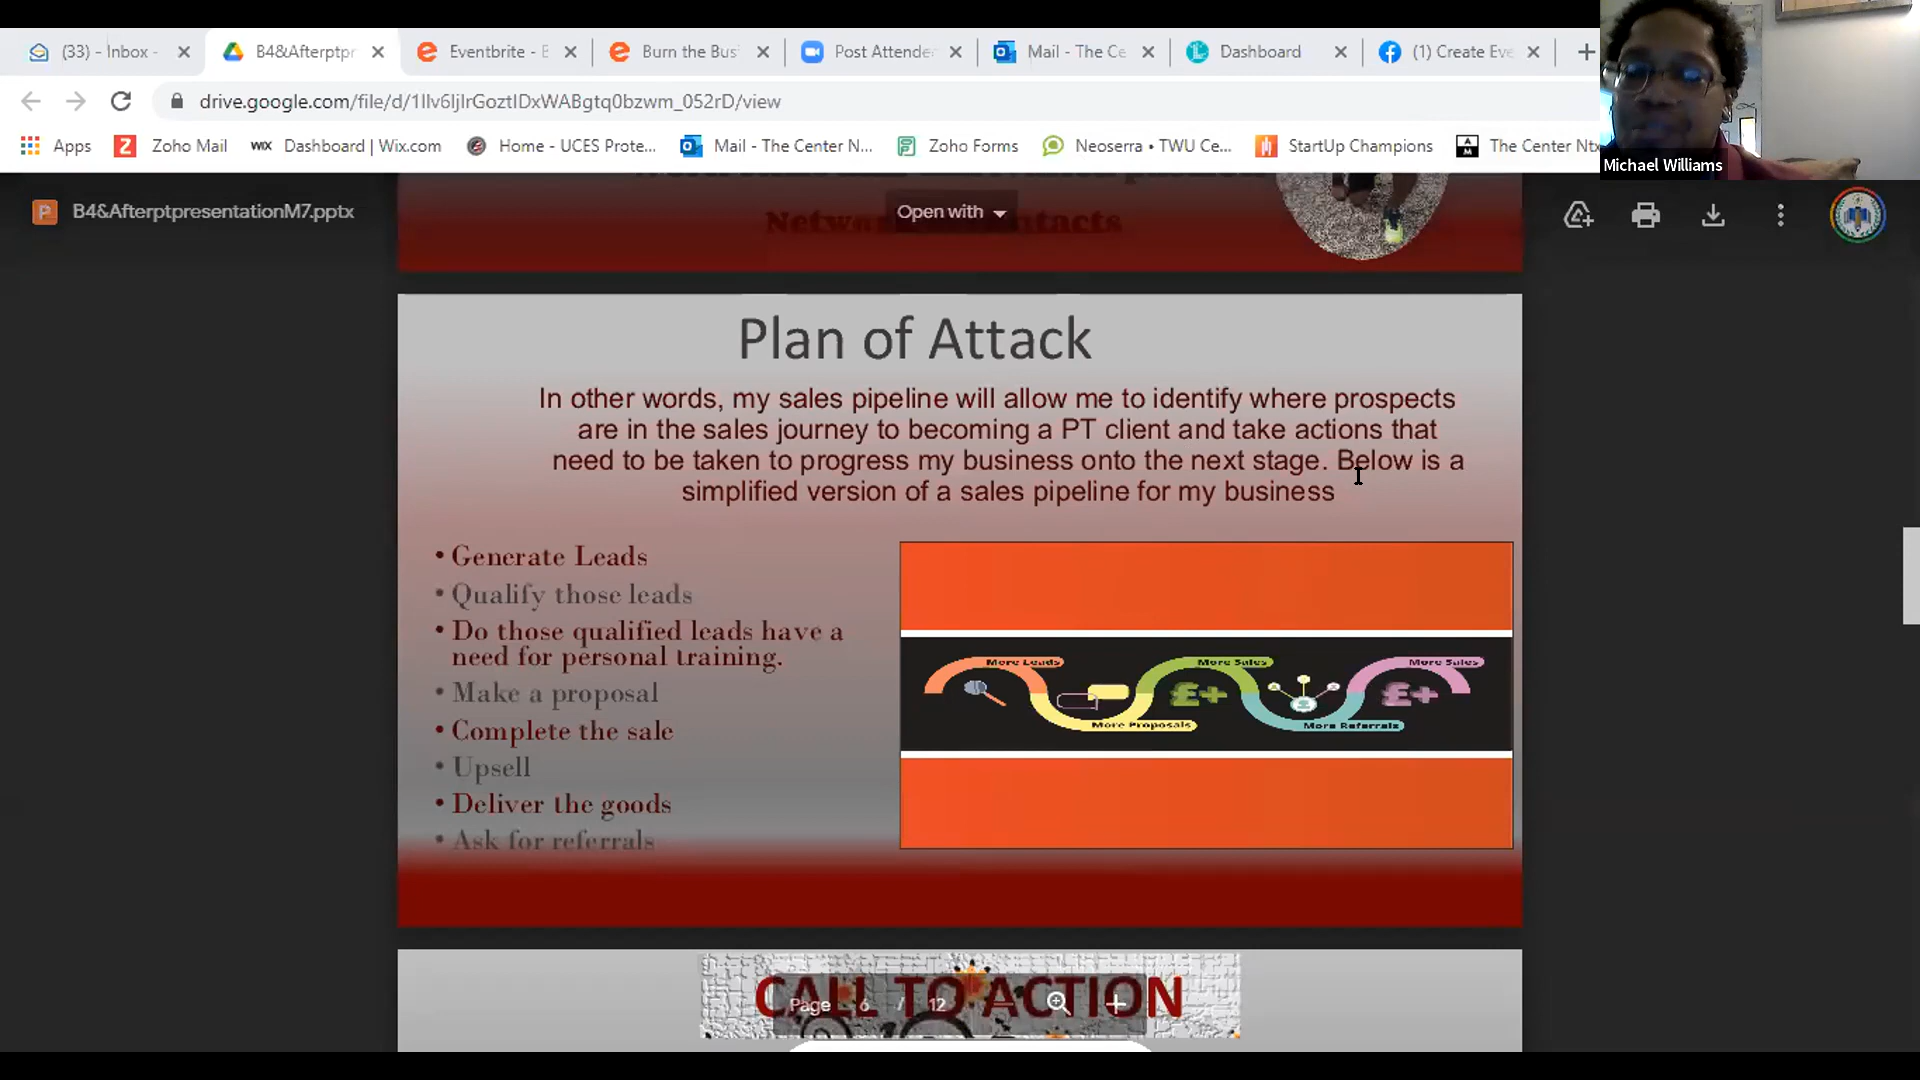 (33) - Inbox -
B4&Afterptpr
Eventbrite - E
Burn the Bus
Post Attende
Mail - The Ce
Dashboard
(1) Create Eve
drive.google.com/file/d/
/view
Apps
Zoho Mail
WIX
Dashboard | Wix.com
Home - UCES Prote...
Mail - The Center N...
Zoho Forms
Neoserra • TWU Ce...
StartUp Champions
The Center Ntx
Michael Williams
B4&AfterptpresentationM7.pptx
Open with
Plan of Attack
In other words, my sales pipeline will allow me to identify where prospects
are in the sales journey to becoming a PT client and take actions that
need to be taken to progress my business onto the next stage. Below is a
simplified version of a sales pipeline for my business
• Generate Leads
• Qualify those leads
• Do those qualified leads have a
need for personal training.
• Make a proposal
• Complete the sale
• Upsell
• Deliver the goods
• Ask for referrals
More Leads
More Sales
More Sales
£+
£+
More Proposals
More Referrals
CALL TO ACTION
Page 6 / 12